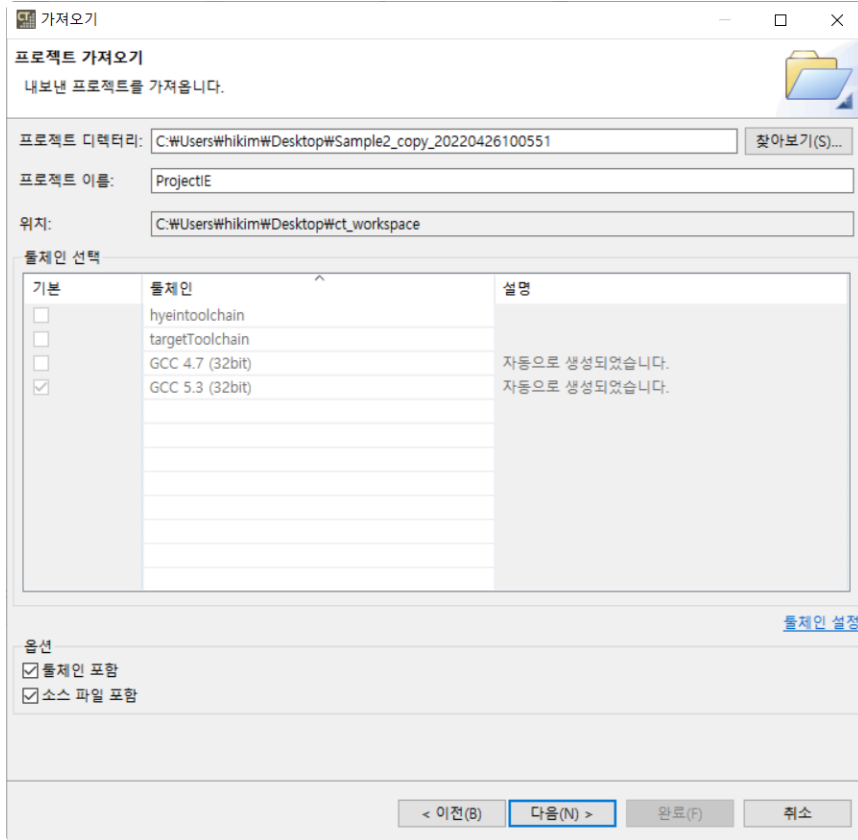 CT 가져오기
프로젝트 가져오기
내보낸 프로젝트를 가져옵니다.
프로젝트 디렉터리: C:₩Users₩hikim₩Desktop₩Sample2_copy_20220426100551 찾아보기(S)...
프로젝트 이름: ProjectIE
위치: C:₩Users₩hikim₩Desktop₩ct_workspace
툴체인 선택
기본 툴체인 설명
hyeintoolchain
targetToolchain
GCC 4.7 (32bit) 자동으로 생성되었습니다.
GCC 5.3 (32bit) 자동으로 생성되었습니다.
툴체인 설정
옵션
툴체인 포함
소스 파일 포함
< 이전(B) 다음(N) > 완료(F) 취소